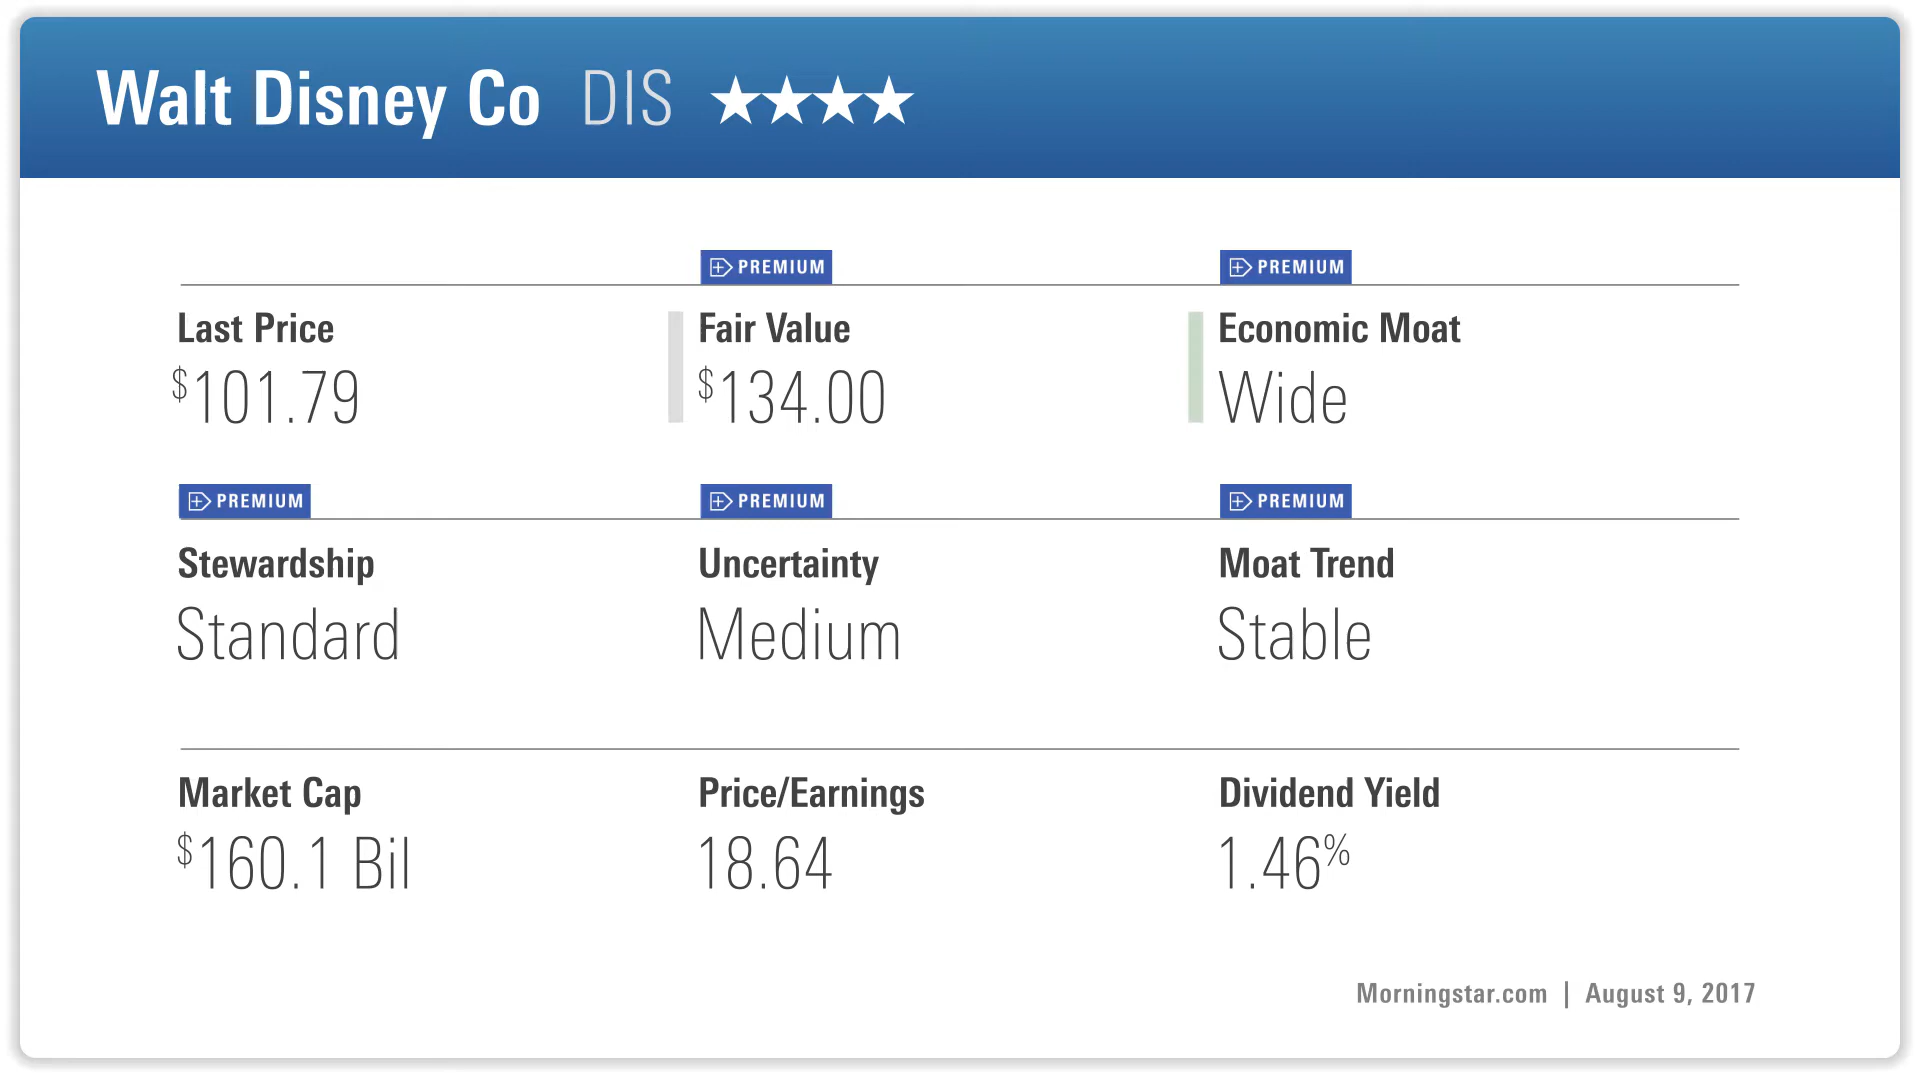 Walt Disney Co DIS ★★★★
PREMIUM PREMIUM
Last Price Fair Value Economic Moat
$101.79 $134.00 Wide
PREMIUM PREMIUM PREMIUM
Stewardship Uncertainty Moat Trend
Standard Medium Stable
Market Cap Price/Earnings Dividend Yield
$160.1 Bil 18.64 1.46%
Morningstar.com | August 9, 2017